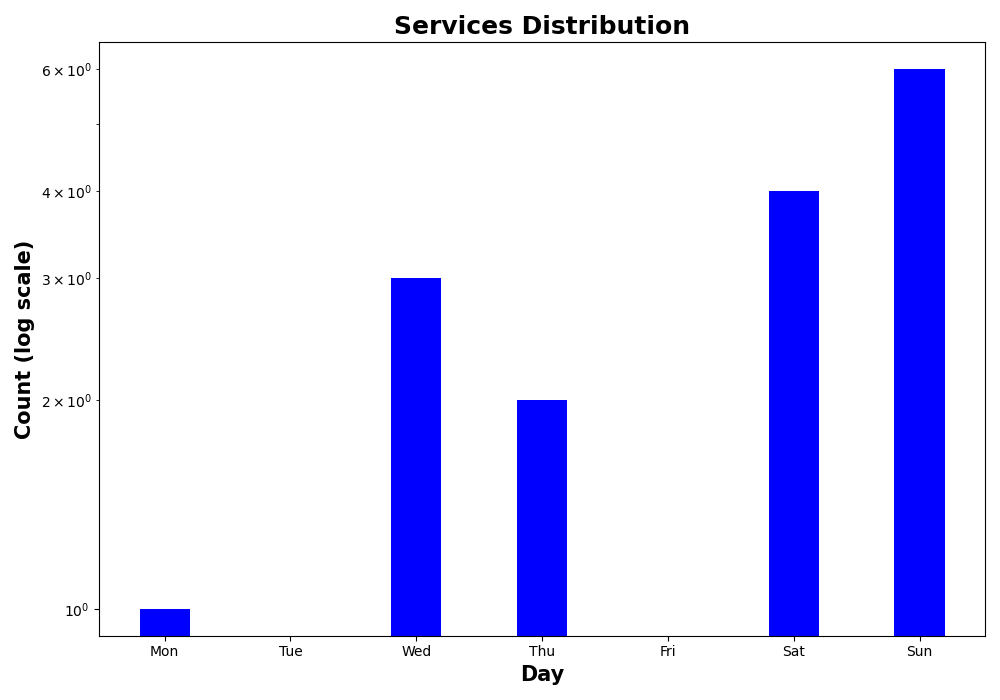 Services Distribution
6 × 10⁰
4 × 10⁰
3 × 10⁰
2 × 10⁰
10⁰
Count (log scale)
Mon Tue Wed Thu Fri Sat Sun
Day